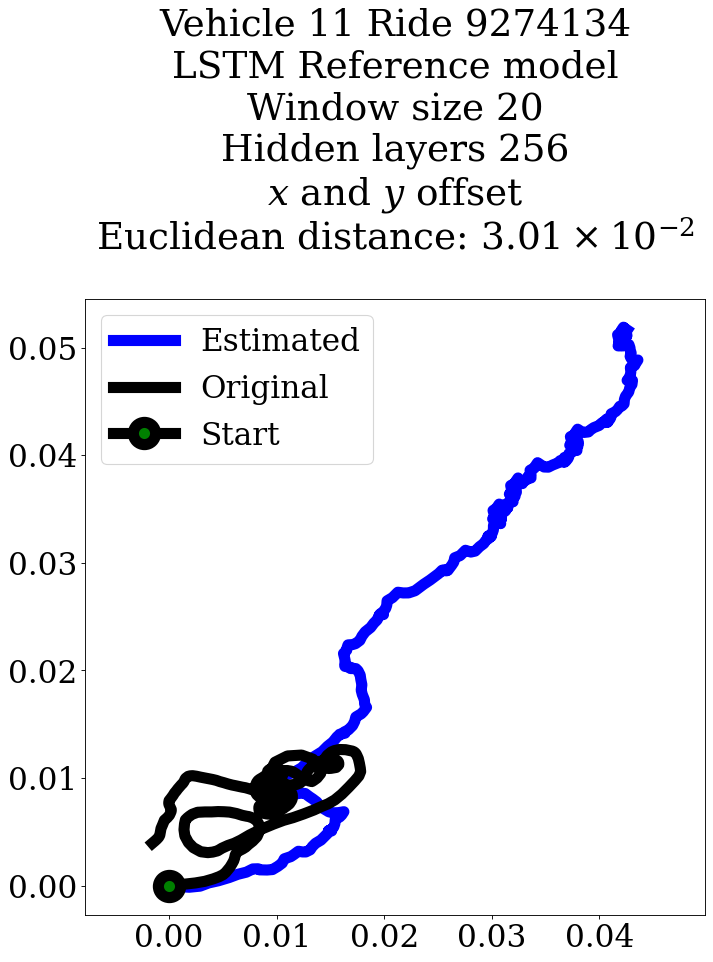 Vehicle 11 Ride 9274134
LSTM Reference model
Window size 20
Hidden layers 256
x and y offset
Euclidean distance: 3.01 × 10⁻²
Estimated
Original
Start
0.05
0.04
0.03
0.02
0.01
0.00
0.00 0.01 0.02 0.03 0.04